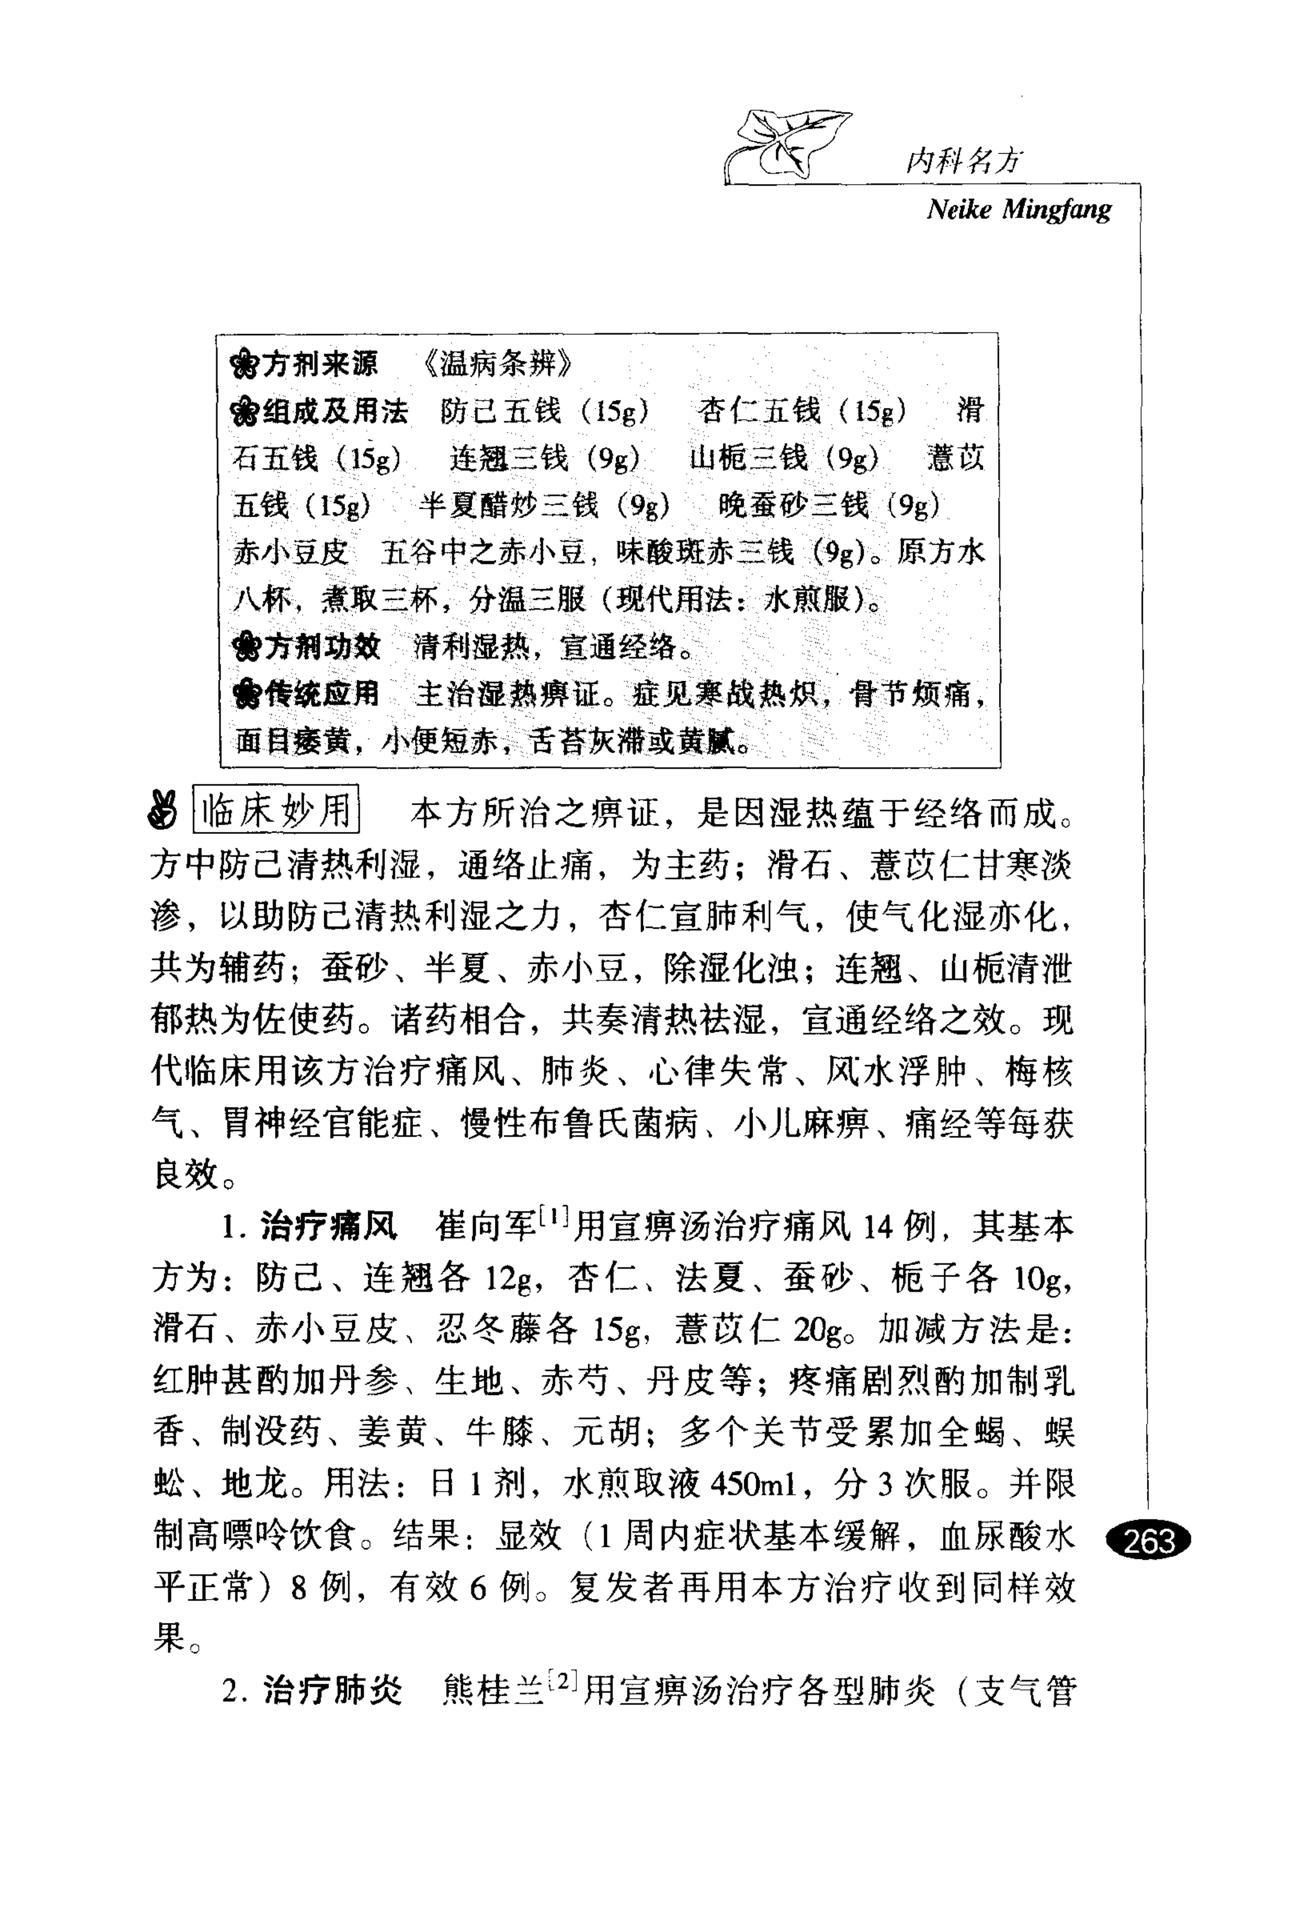 内科名方
Neike Mingfang
方剂来源 《温病条辨》
组成及用法 防己五钱（15g） 杏仁五钱（15g） 滑
石五钱（15g） 连翘三钱（9g） 山栀三钱（9g） 薏苡
五钱（15g） 半夏醋炒三钱（9g） 晚蚕砂三钱（9g）
赤小豆皮 五谷中之赤小豆，味酸斑赤三钱（9g）。原方水
八杯，煮取三杯，分温三服（现代用法：水煎服）。
方剂功效 清利湿热，宣通经络。
传统应用 主治湿热痹证。症见寒战热炽，骨节烦痛，
面目痿黄，小便短赤，舌苔灰滞或黄腻。
临床妙用 本方所治之痹证，是因湿热蕴于经络而成。
方中防己清热利湿，通络止痛，为主药；滑石、薏苡仁甘寒淡
渗，以助防己清热利湿之力，杏仁宣肺利气，使气化湿亦化，
共为辅药；蚕砂、半夏、赤小豆，除湿化浊；连翘、山栀清泄
郁热为佐使药。诸药相合，共奏清热祛湿，宣通经络之效。现
代临床用该方治疗痛风、肺炎、心律失常、风水浮肿、梅核
气、胃神经官能症、慢性布鲁氏菌病、小儿麻痹、痛经等每获
良效。
1. 治疗痛风 崔向军[1]用宣痹汤治疗痛风 14 例，其基本
方为：防己、连翘各 12g，杏仁、法夏、蚕砂、栀子各 10g，
滑石、赤小豆皮、忍冬藤各 15g，薏苡仁 20g。加减方法是：
红肿甚酌加丹参、生地、赤芍、丹皮等；疼痛剧烈酌加制乳
香、制没药、姜黄、牛膝、元胡；多个关节受累加全蝎、蜈
蚣、地龙。用法：日 1 剂，水煎取液 450ml，分 3 次服。并限
制高嘌呤饮食。结果：显效（1 周内症状基本缓解，血尿酸水
平正常）8 例，有效 6 例。复发者再用本方治疗收到同样效
果。
2. 治疗肺炎 熊桂兰[2]用宣痹汤治疗各型肺炎（支气管
263